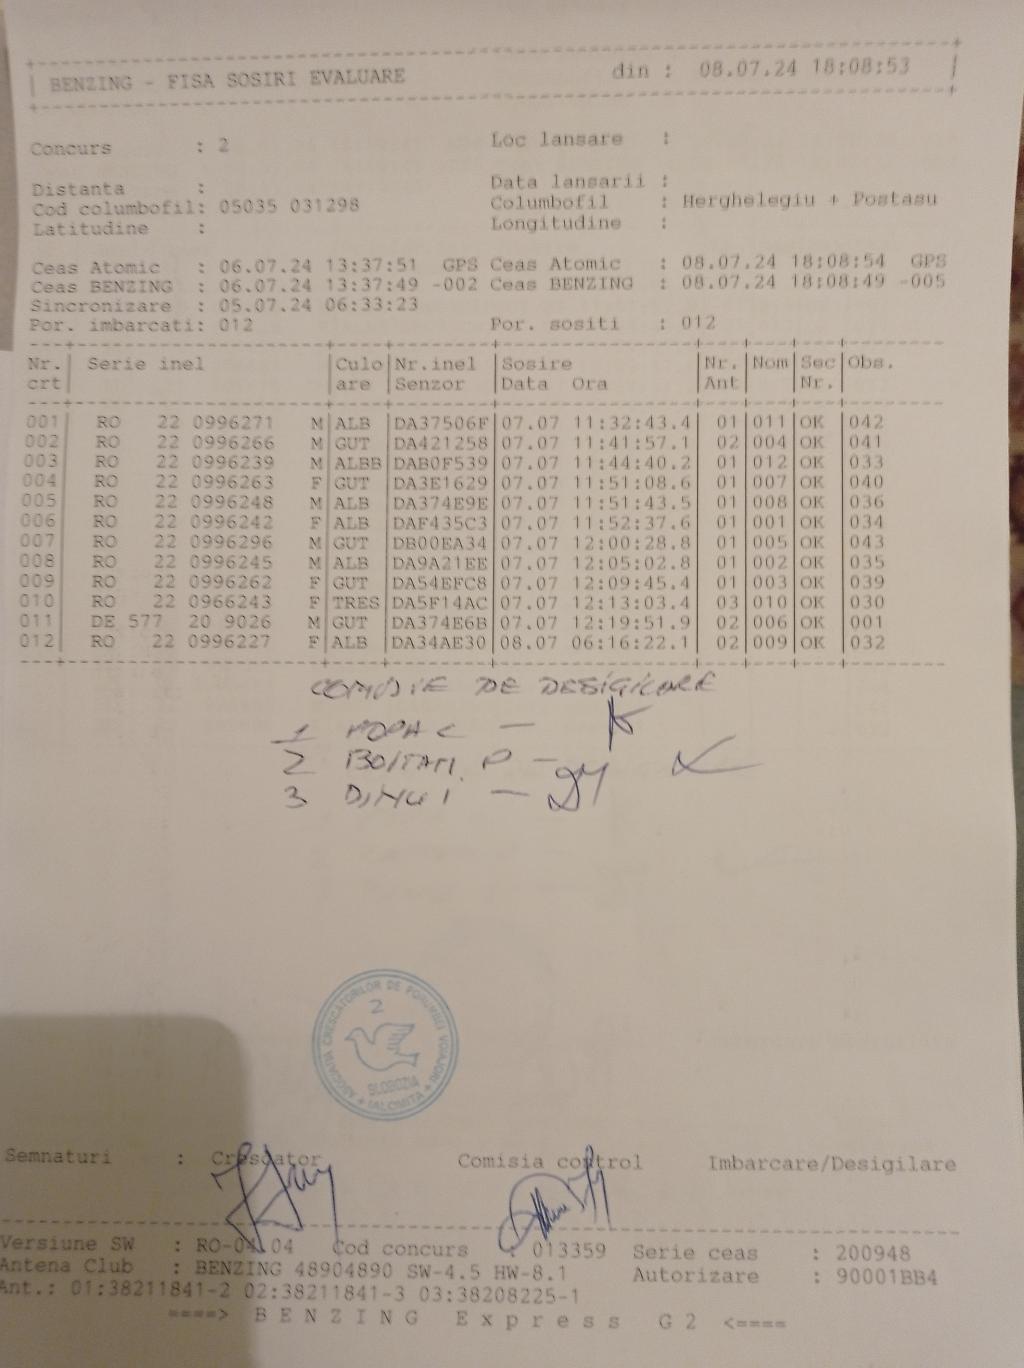 BENZING - FISA SOSIRI EVALUARE din : 08.07.24 18:08:53
Concurs : 2 Loc lansare :
Distanta : Data lansarii :
Cod columbofil: 05035 031298 Columbofil : Herghelegiu + Postasu
Latitudine : Longitudine :
Ceas Atomic : 06.07.24 13:37:51 GPS Ceas Atomic : 08.07.24 18:08:54 GPS
Ceas BENZING : 06.07.24 13:37:49 -002 Ceas BENZING : 08.07.24 18:08:49 -005
Sincronizare : 05.07.24 06:33:23
Por. imbarcati: 012 Por. sositi : 012
Nr. Serie inel Culo Nr.inel Sosire Nr. Nom Sec Obs.
crt are Senzor Data Ora Ant Nr.
001 RO 22 0996271 M ALB DA37506F 07.07 11:32:43.4 01 011 OK 042
002 RO 22 0996266 M GUT DA421258 07.07 11:41:57.1 02 004 OK 041
003 RO 22 0996239 M ALBB DAB0F539 07.07 11:44:40.2 01 012 OK 033
004 RO 22 0996263 F GUT DA3E1629 07.07 11:51:08.6 01 007 OK 040
005 RO 22 0996248 M ALB DA374E9E 07.07 11:51:43.5 01 008 OK 036
006 RO 22 0996242 F ALB DAF435C3 07.07 11:52:37.6 01 001 OK 034
007 RO 22 0996296 M GUT DB00EA34 07.07 12:00:28.8 01 005 OK 043
008 RO 22 0996245 M ALB DA9A21EE 07.07 12:05:02.8 01 002 OK 035
009 RO 22 0996262 F GUT DA54EFC8 07.07 12:09:45.4 01 003 OK 039
010 RO 22 0966243 F TRES DA5F14AC 07.07 12:13:03.4 03 010 OK 030
011 DE 577 20 9026 M GUT DA374E6B 07.07 12:19:51.9 02 006 OK 001
012 RO 22 0996227 F ALB DA34AE30 08.07 06:16:22.1 02 009 OK 032
DE DESIGILARE
1 POPA C -
2 P -
3 -
ASOCIATIA CRESCATORILOR DE PORUMBEI VOIAJORI
2
SLOBOZIA
IALOMITA
Semnaturi : Crescator Comisia control Imbarcare/Desigilare
Versiune SW : RO-04.04 Cod concurs : 013359 Serie ceas : 200948
Antena Club : BENZING 48904890 SW-4.5 HW-8.1 Autorizare : 90001BB4
Ant.: 01:38211841-2 02:38211841-3 03:38208225-1
====> B E N Z I N G E x p r e s s G 2 <====